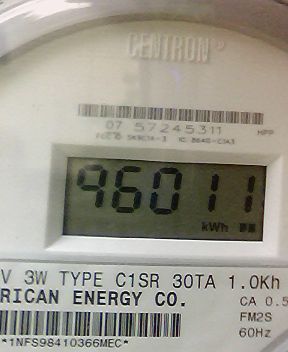 CENTRON®
07 57245311
HPP
96011
kWh
V 3W TYPE C1SR 30TA 1.0Kh
RICAN ENERGY CO.
CA 0.5
FM2S
60Hz
*1NFS98410366MEC*